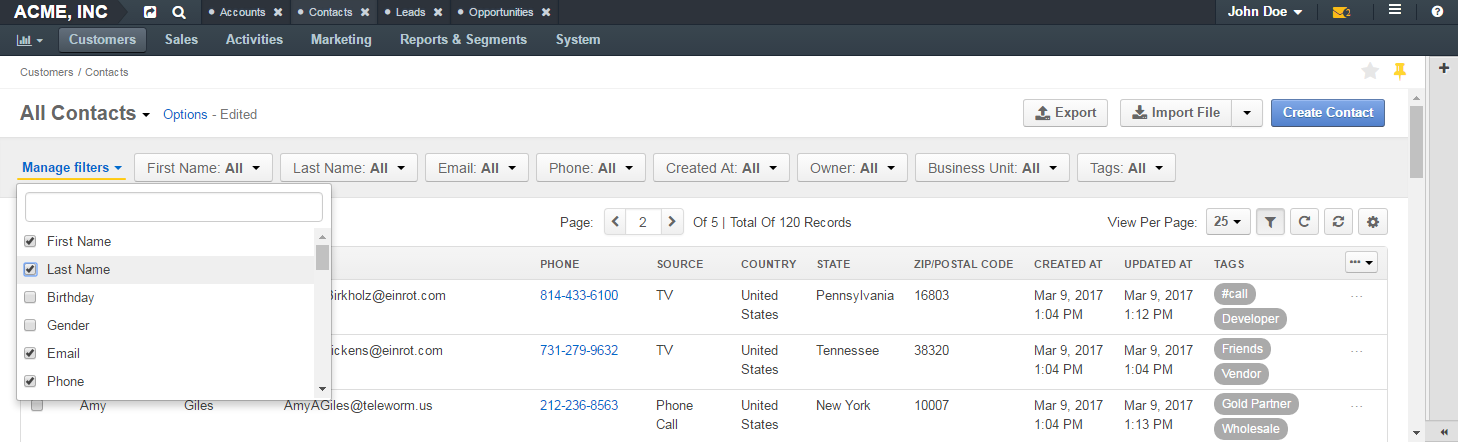 ACME, INC Accounts Contacts Leads Opportunities John Doe 2
Customers Sales Activities Marketing Reports & Segments System
Customers / Contacts
All Contacts Options - Edited Export Import File Create Contact
Manage filters First Name: All Last Name: All Email: All Phone: All Created At: All Owner: All Business Unit: All Tags: All
Page: 2 Of 5 | Total Of 120 Records View Per Page: 25
First Name
Last Name
Birthday
Gender
Email
Phone
PHONE SOURCE COUNTRY STATE ZIP/POSTAL CODE CREATED AT UPDATED AT TAGS
Birkholz@einrot.com 814-433-6100 TV United Pennsylvania 16803 Mar 9, 2017 Mar 9, 2017 #call
States 1:04 PM 1:12 PM Developer
ickens@einrot.com 731-279-9632 TV United Tennessee 38320 Mar 9, 2017 Mar 9, 2017 Friends
States 1:04 PM 1:04 PM Vendor
Amy Giles AmyAGiles@teleworm.us 212-236-8563 Phone United New York 10007 Mar 9, 2017 Mar 9, 2017 Gold Partner
Call States 1:04 PM 1:13 PM Wholesale